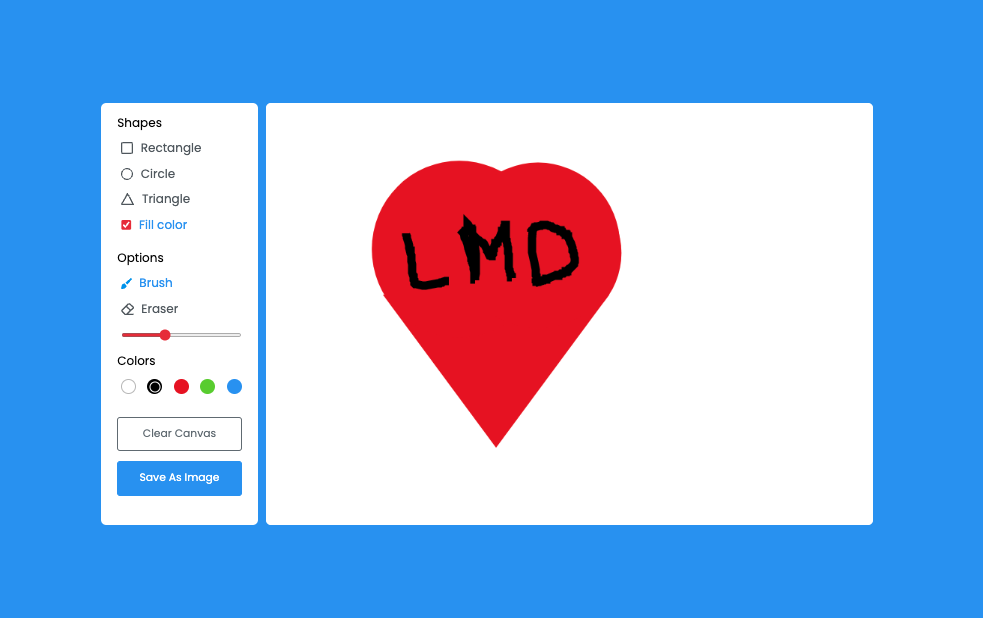 Shapes
Rectangle
Circle
Triangle
Fill color
Options
Brush
Eraser
Colors
Clear Canvas
Save As Image
LMD